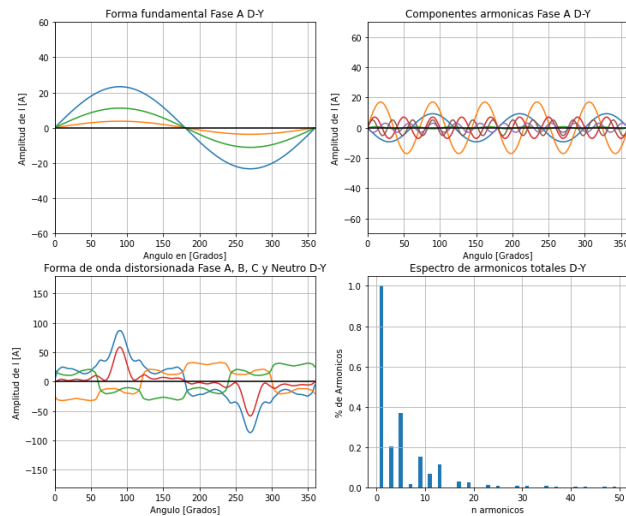 Forma fundamental Fase A D-Y
Amplitud de I [A]
60
40
20
0
−20
−40
−60
0 50 100 150 200 250 300 350
Angulo en [Grados]
Componentes armonicas Fase A D-Y
Amplitud de I [A]
60
40
20
0
−20
−40
−60
0 50 100 150 200 250 300 350
Angulo [Grados]
Forma de onda distorsionada Fase A, B, C y Neutro D-Y
Amplitud de I [A]
150
100
50
0
−50
−100
−150
0 50 100 150 200 250 300 350
Angulo [Grados]
Espectro de armonicos totales D-Y
% de Armonicos
1.0
0.8
0.6
0.4
0.2
0.0
0 10 20 30 40 50
n armonicos